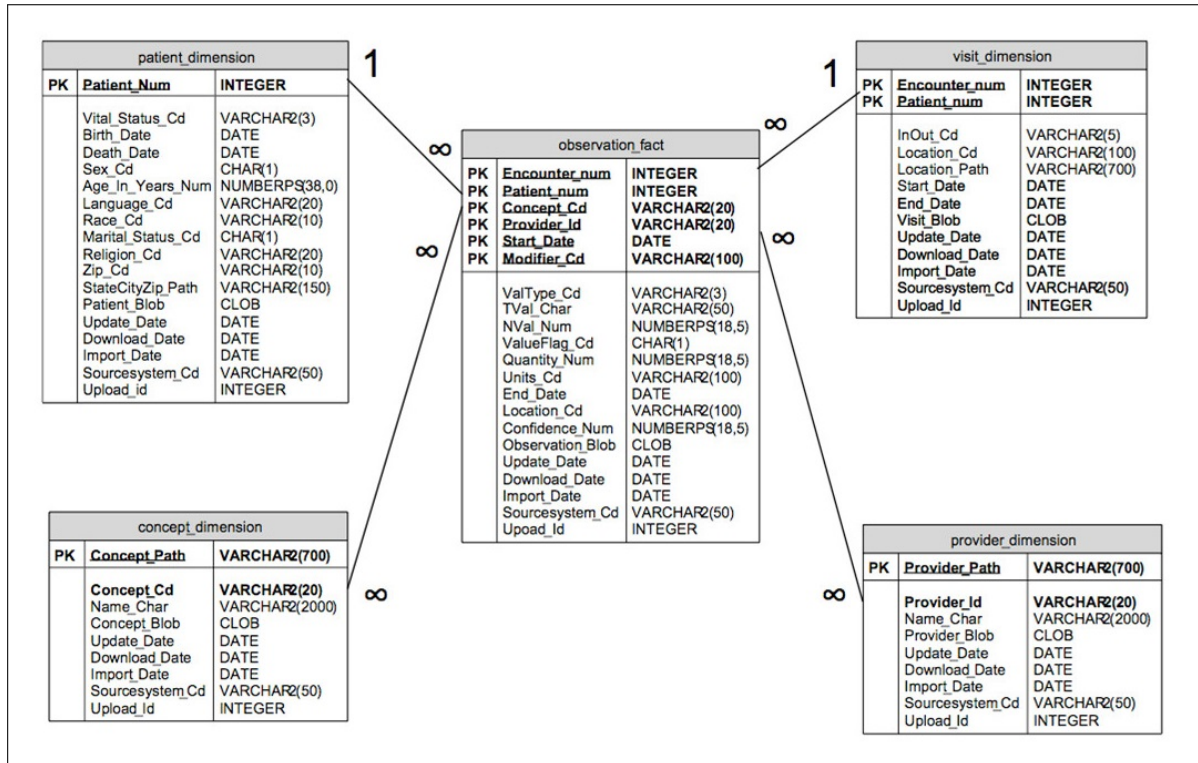 patient_dimension
PK Patient_Num INTEGER
Vital_Status_Cd VARCHAR2(3)
Birth_Date DATE
Death_Date DATE
Sex_Cd CHAR(1)
Age_In_Years_Num NUMBERPS(38,0)
Language_Cd VARCHAR2(20)
Race_Cd VARCHAR2(10)
Marital_Status_Cd CHAR(1)
Religion_Cd VARCHAR2(20)
Zip_Cd VARCHAR2(10)
StateCityZip_Path VARCHAR2(150)
Patient_Blob CLOB
Update_Date DATE
Download_Date DATE
Import_Date DATE
Sourcesystem_Cd VARCHAR2(50)
Upload_id INTEGER
1
∞
∞
observation_fact
PK Encounter_num INTEGER
PK Patient_num INTEGER
PK Concept_Cd VARCHAR2(20)
PK Provider_Id VARCHAR2(20)
PK Start_Date DATE
PK Modifier_Cd VARCHAR2(100)
ValType_Cd VARCHAR2(3)
TVal_Char VARCHAR2(50)
NVal_Num NUMBERPS(18,5)
ValueFlag_Cd CHAR(1)
Quantity_Num NUMBERPS(18,5)
Units_Cd VARCHAR2(100)
End_Date DATE
Location_Cd VARCHAR2(100)
Confidence_Num NUMBERPS(18,5)
Observation_Blob CLOB
Update_Date DATE
Download_Date DATE
Import_Date DATE
Sourcesystem_Cd VARCHAR2(50)
Upoad_Id INTEGER
1
∞
∞
visit_dimension
PK Encounter_num INTEGER
PK Patient_num INTEGER
InOut_Cd VARCHAR2(5)
Location_Cd VARCHAR2(100)
Location_Path VARCHAR2(700)
Start_Date DATE
End_Date DATE
Visit_Blob CLOB
Update_Date DATE
Download_Date DATE
Import_Date DATE
Sourcesystem_Cd VARCHAR2(50)
Upload_Id INTEGER
concept_dimension
PK Concept_Path VARCHAR2(700)
Concept_Cd VARCHAR2(20)
Name_Char VARCHAR2(2000)
Concept_Blob CLOB
Update_Date DATE
Download_Date DATE
Import_Date DATE
Sourcesystem_Cd VARCHAR2(50)
Upload_Id INTEGER
∞
∞
provider_dimension
PK Provider_Path VARCHAR2(700)
Provider_Id VARCHAR2(20)
Name_Char VARCHAR2(2000)
Provider_Blob CLOB
Update_Date DATE
Download_Date DATE
Import_Date DATE
Sourcesystem_Cd VARCHAR2(50)
Upload_Id INTEGER